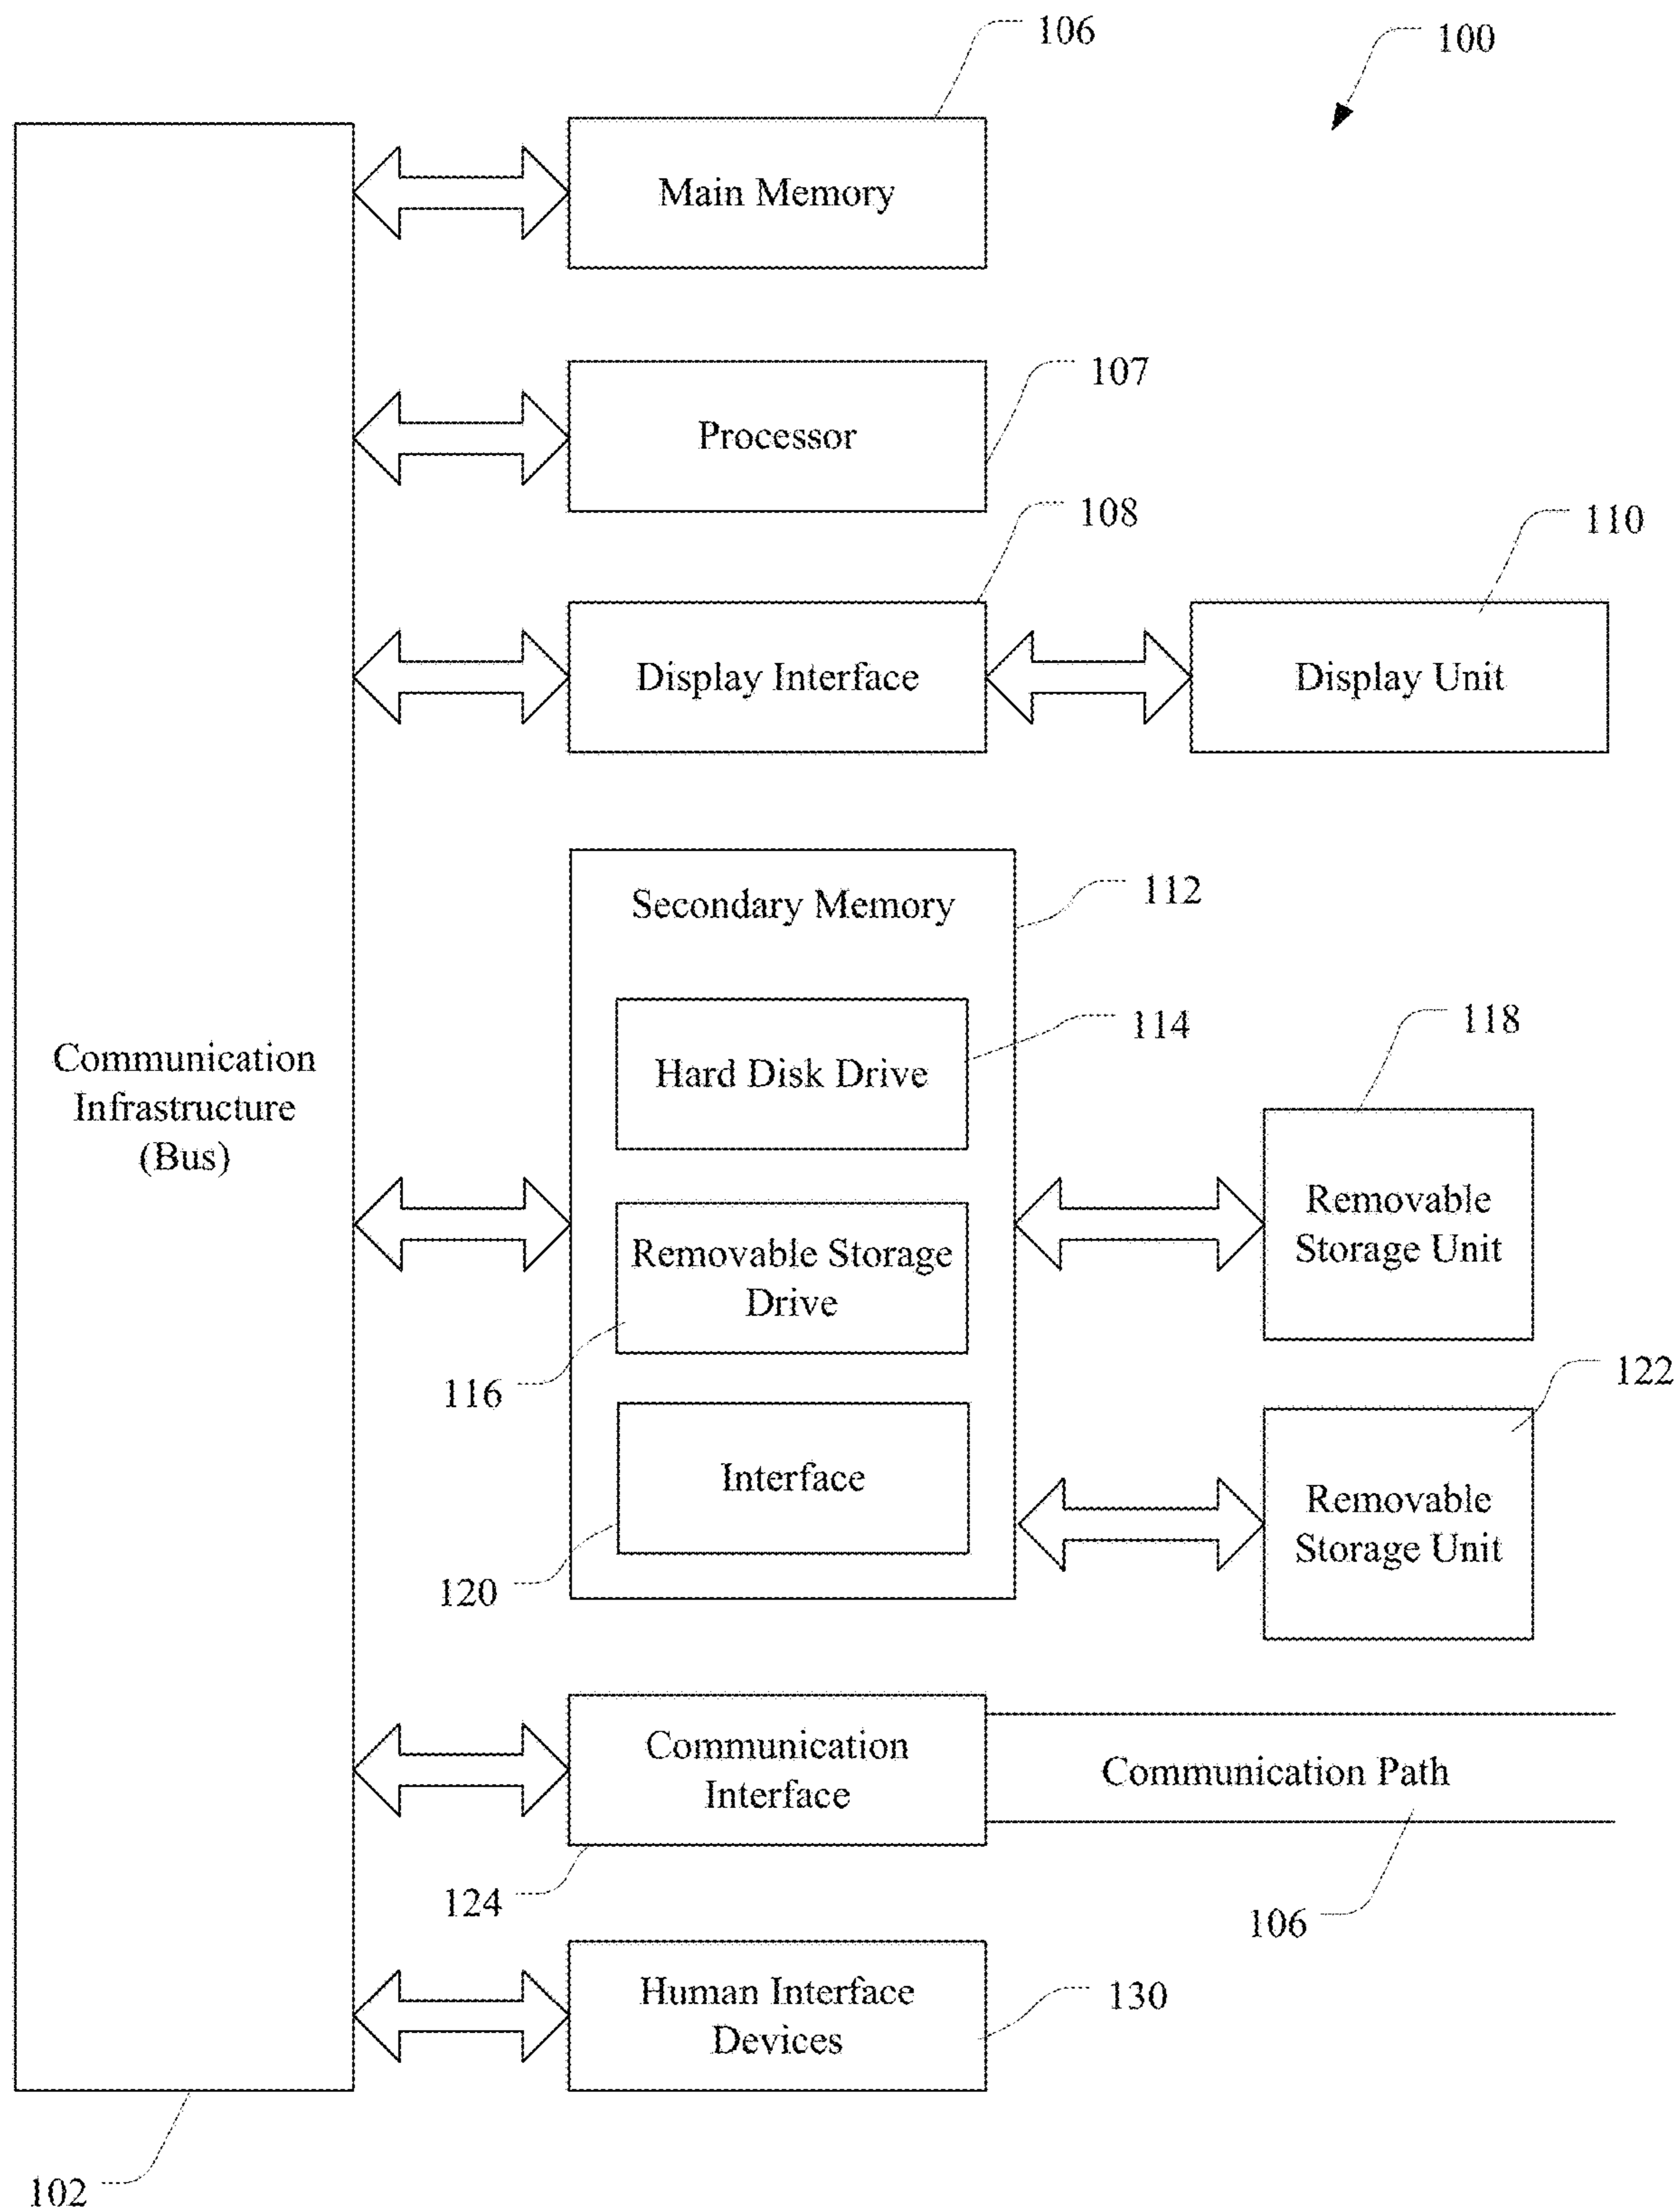 106
100
Main Memory
107
Processor
108
110
Display Interface
Display Unit
112
Secondary Memory
114
118
Hard Disk Drive
Communication
Infrastructure
(Bus)
Removable Storage
Drive
Removable
Storage Unit
116
122
Interface
Removable
Storage Unit
120
Communication
Interface
Communication Path
124
106
Human Interface
Devices
130
102